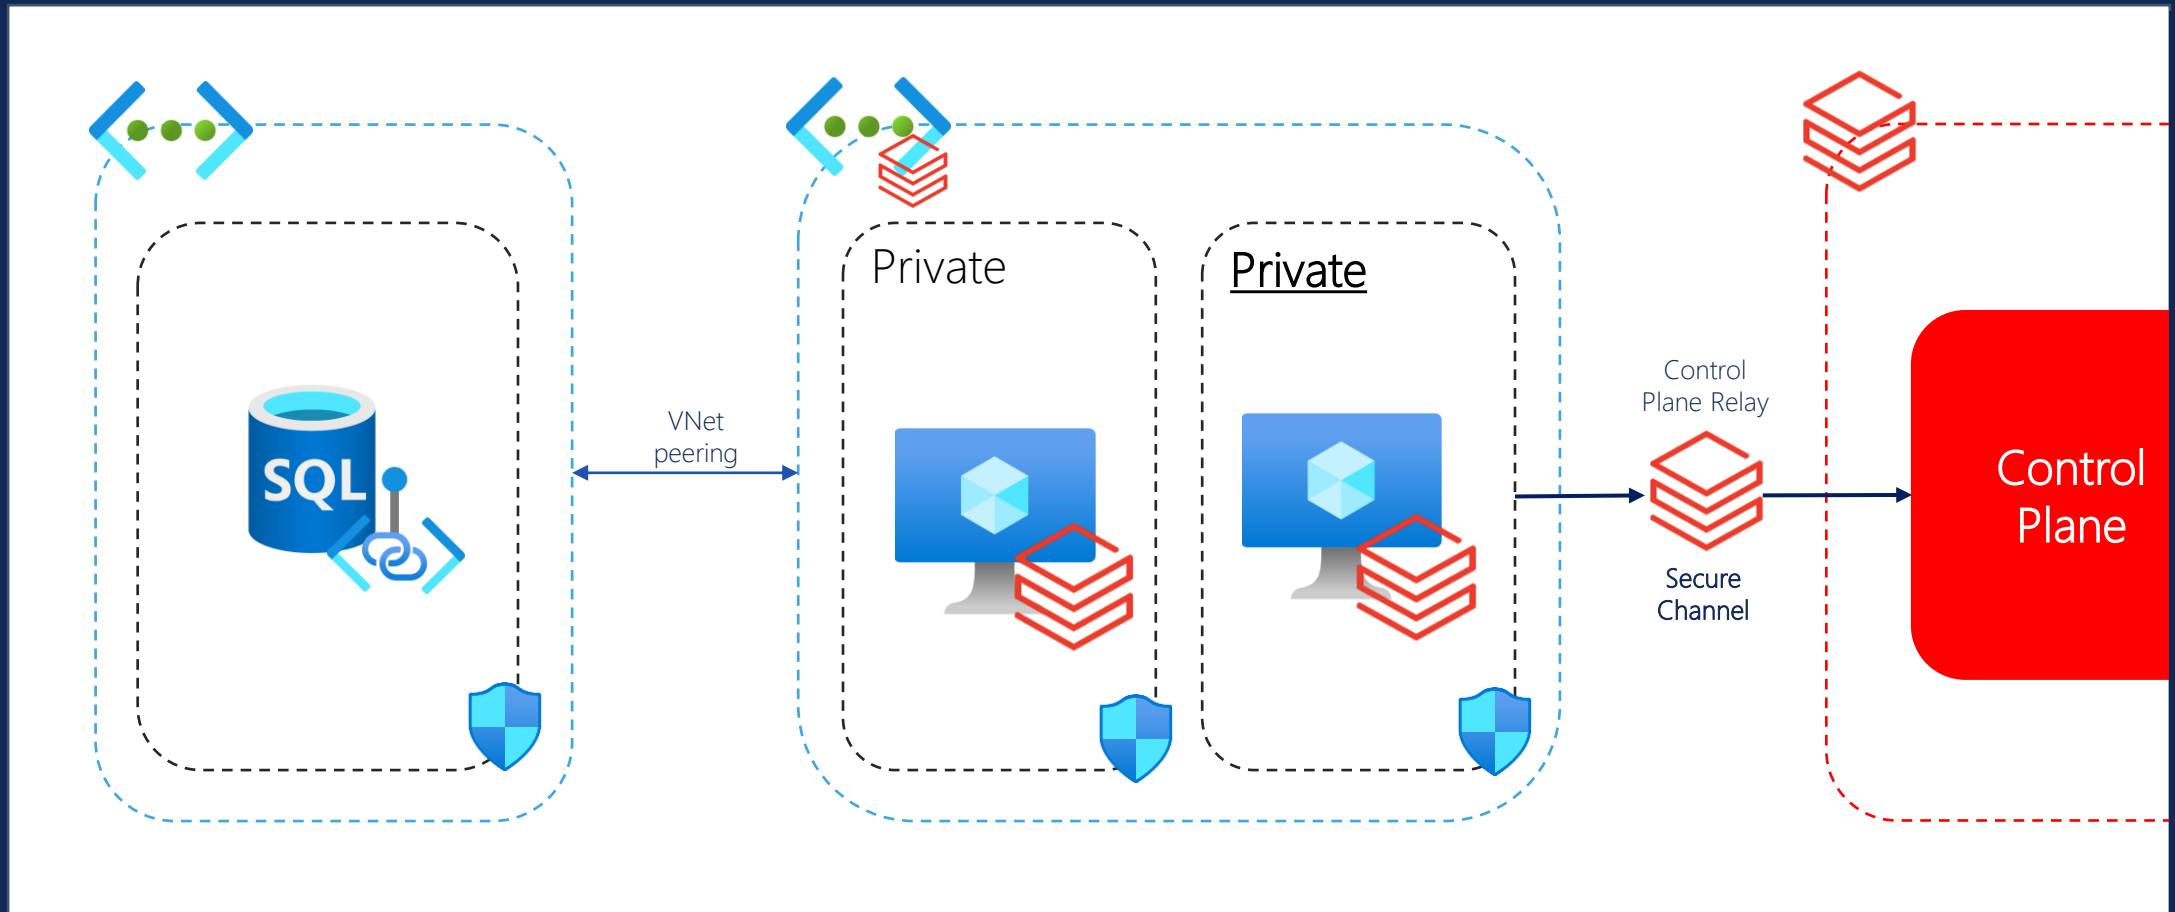 Private
Private
VNet
peering
SQL
Control
Plane Relay
Secure
Channel
Control
Plane